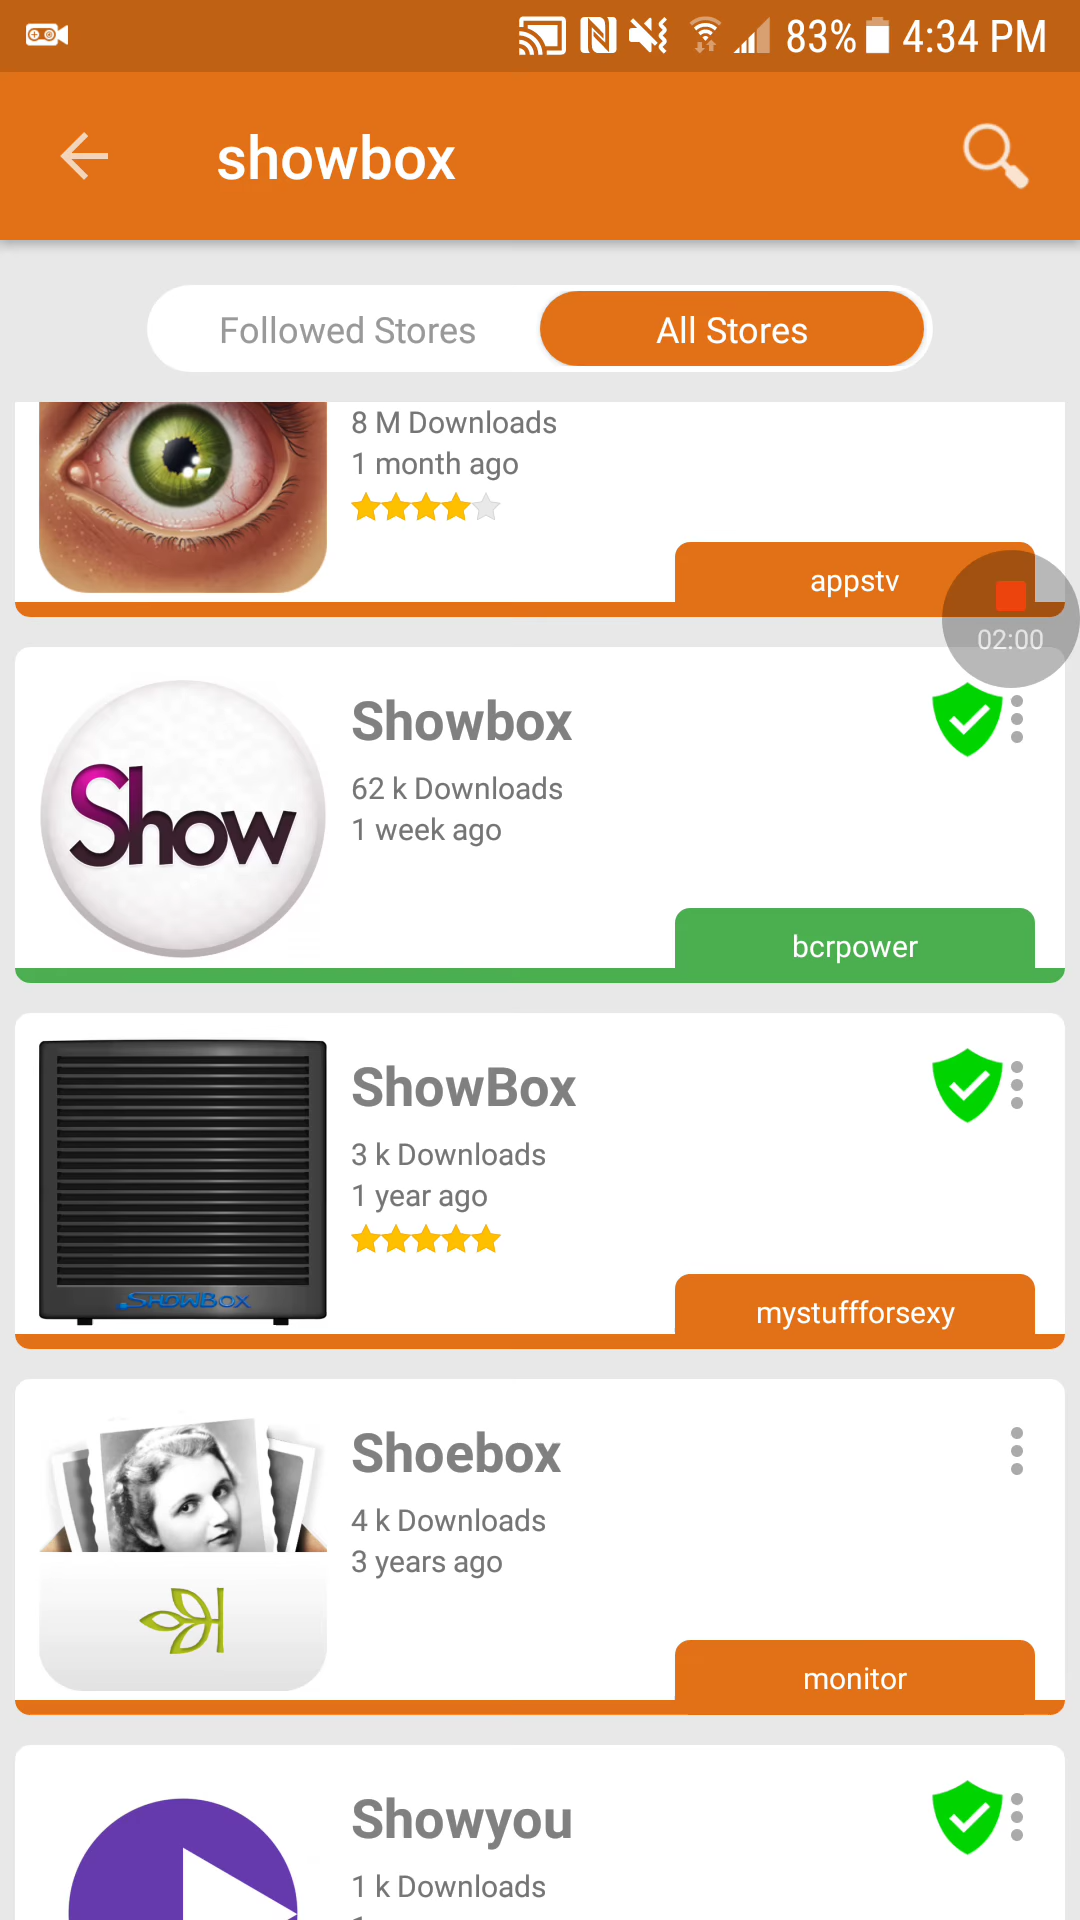 83% 4:34 PM
showbox
Followed Stores
All Stores
8 M Downloads
1 month ago
appstv
02:00
Show
Showbox
62 k Downloads
1 week ago
bcrpower
ShowBox
ShowBox
3 k Downloads
1 year ago
mystuffforsexy
Shoebox
4 k Downloads
3 years ago
monitor
Showyou
1 k Downloads